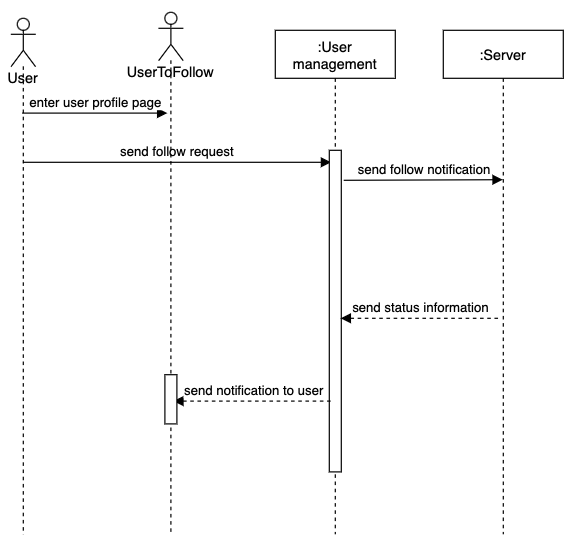 :User
management
:Server
User
UserToFollow
enter user profile page
send follow request
send follow notification
send status information
send notification to user